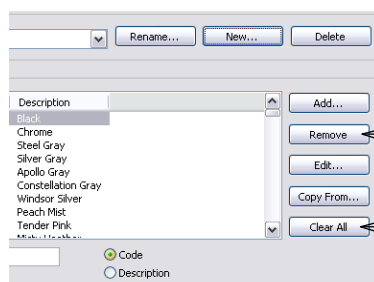 Rename... New... Delete
Description
Black
Chrome
Steel Gray
Silver Gray
Apollo Gray
Constellation Gray
Windsor Silver
Peach Mist
Tender Pink
Add...
Remove
Edit...
Copy From...
Clear All
Code
Description